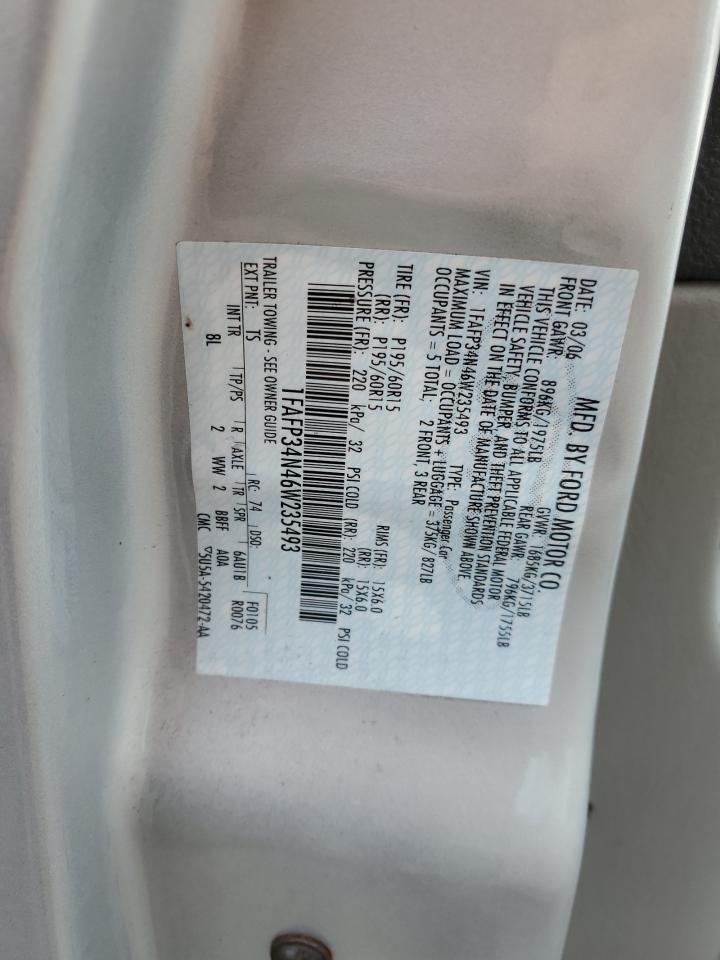 MFD. BY FORD MOTOR CO.
DATE: 03/06 GVWR: 1685KG/3715LB
FRONT GAWR: 896KG/1975LB REAR GAWR: 796KG/1755LB
THIS VEHICLE CONFORMS TO ALL APPLICABLE FEDERAL MOTOR
VEHICLE SAFETY, BUMPER AND THEFT PREVENTION STANDARDS
IN EFFECT ON THE DATE OF MANUFACTURE SHOWN ABOVE.
VIN: 1FAFP34N46W235493 TYPE: Passenger Car
MAXIMUM LOAD = OCCUPANTS + LUGGAGE = 375KG/827LB
OCCUPANTS = 5 TOTAL; 2 FRONT, 3 REAR
TIRE (FR): P195/60R15 RIMS (FR): 15X6.0
(RR): P195/60R15 (RR): 15X6.0
PRESSURE (FR): 220 kPa/ 32 PSI COLD (RR): 220 kPa/ 32 PSI COLD
1FAFP34N46W235493
TRAILER TOWING - SEE OWNER GUIDE
EXT PNT: TS RC: 74 DSO: F0105
INT TR TP/PS R AXLE TR SPR 6AU1B R0076
8L 2 WW 2 BBFF AOA
CMC ▽5U5A-5420472-AA